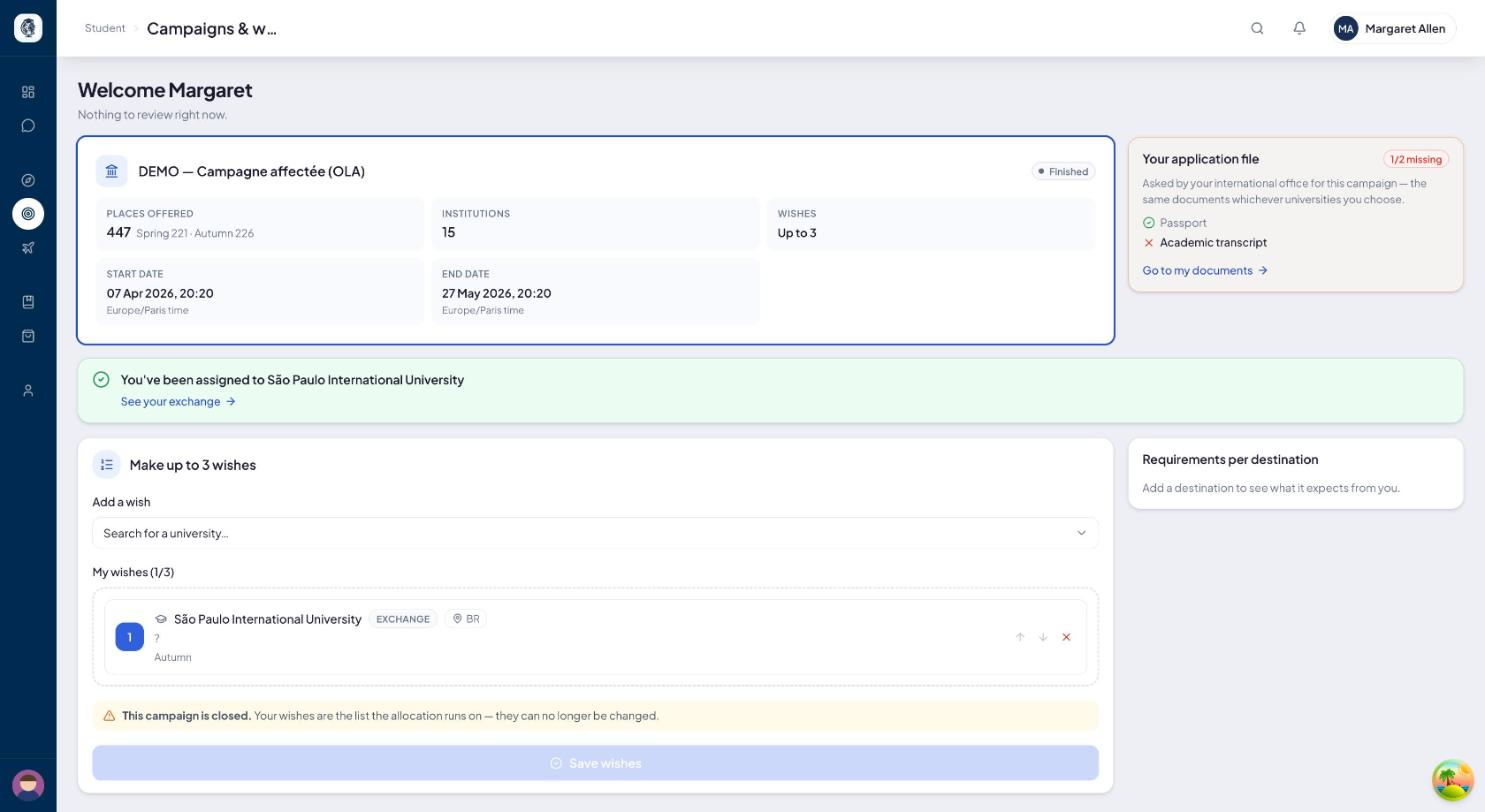 Student
Campaigns & w...
MA
Margaret Allen
Welcome Margaret
Nothing to review right now.
DEMO — Campagne affectée (OLA)
Finished
PLACES OFFERED
447 Spring 221 · Autumn 226
INSTITUTIONS
15
WISHES
Up to 3
START DATE
07 Apr 2026, 20:20
Europe/Paris time
END DATE
27 May 2026, 20:20
Europe/Paris time
Your application file
1/2 missing
Asked by your international office for this campaign — the
same documents whichever universities you choose.
Passport
Academic transcript
Go to my documents →
You've been assigned to São Paulo International University
See your exchange →
Make up to 3 wishes
Add a wish
Search for a university...
My wishes (1/3)
1
São Paulo International University
EXCHANGE
BR
?
Autumn
This campaign is closed. Your wishes are the list the allocation runs on — they can no longer be changed.
Save wishes
Requirements per destination
Add a destination to see what it expects from you.